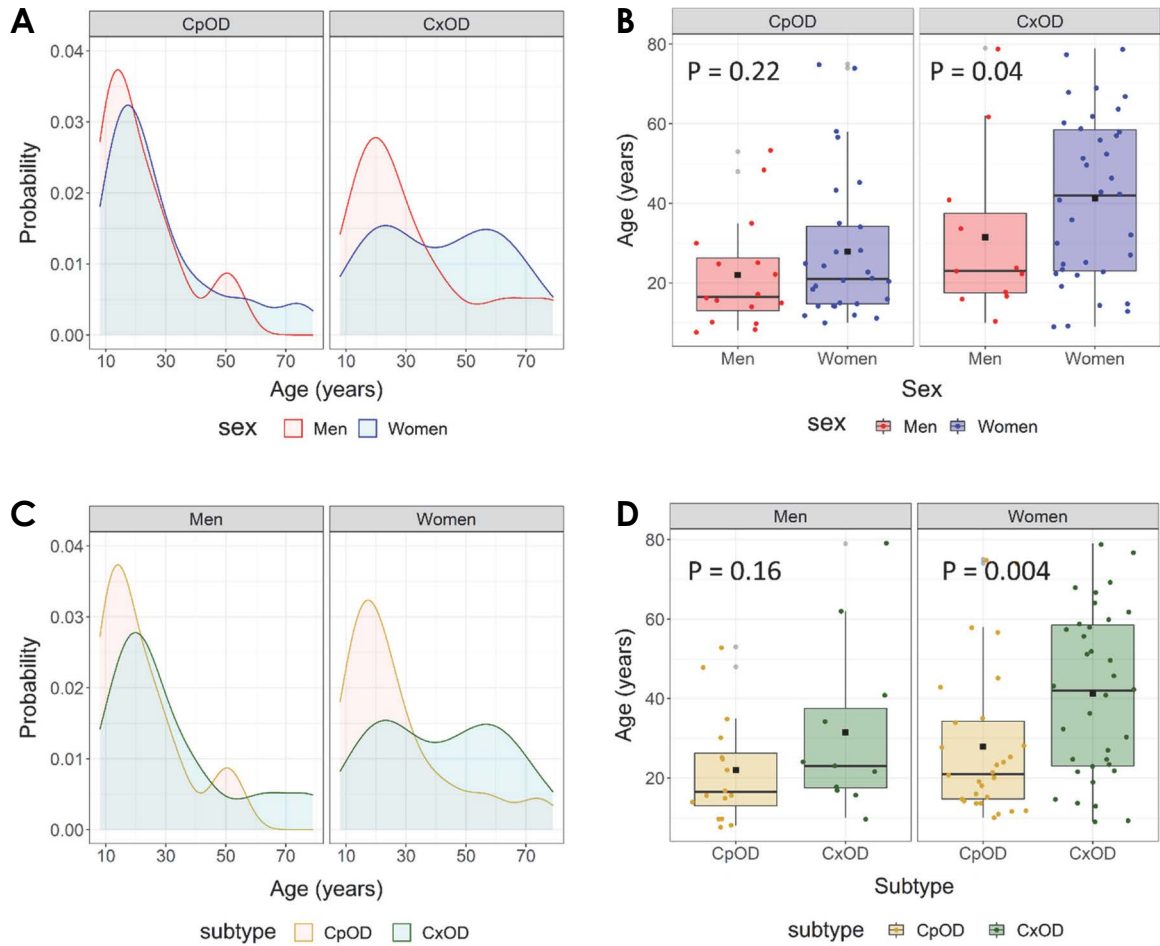 A
CpOD CxOD
0.04
0.03
0.02
0.01
0.00
Probability
10 30 50 70 10 30 50 70
Age (years)
sex Men Women
B
CpOD CxOD
80
60
40
20
Age (years)
P = 0.22 P = 0.04
Men Women Men Women
Sex
sex Men Women
C
Men Women
0.04
0.03
0.02
0.01
0.00
Probability
10 30 50 70 10 30 50 70
Age (years)
subtype CpOD CxOD
D
Men Women
80
60
40
20
Age (years)
P = 0.16 P = 0.004
CpOD CxOD CpOD CxOD
Subtype
subtype CpOD CxOD